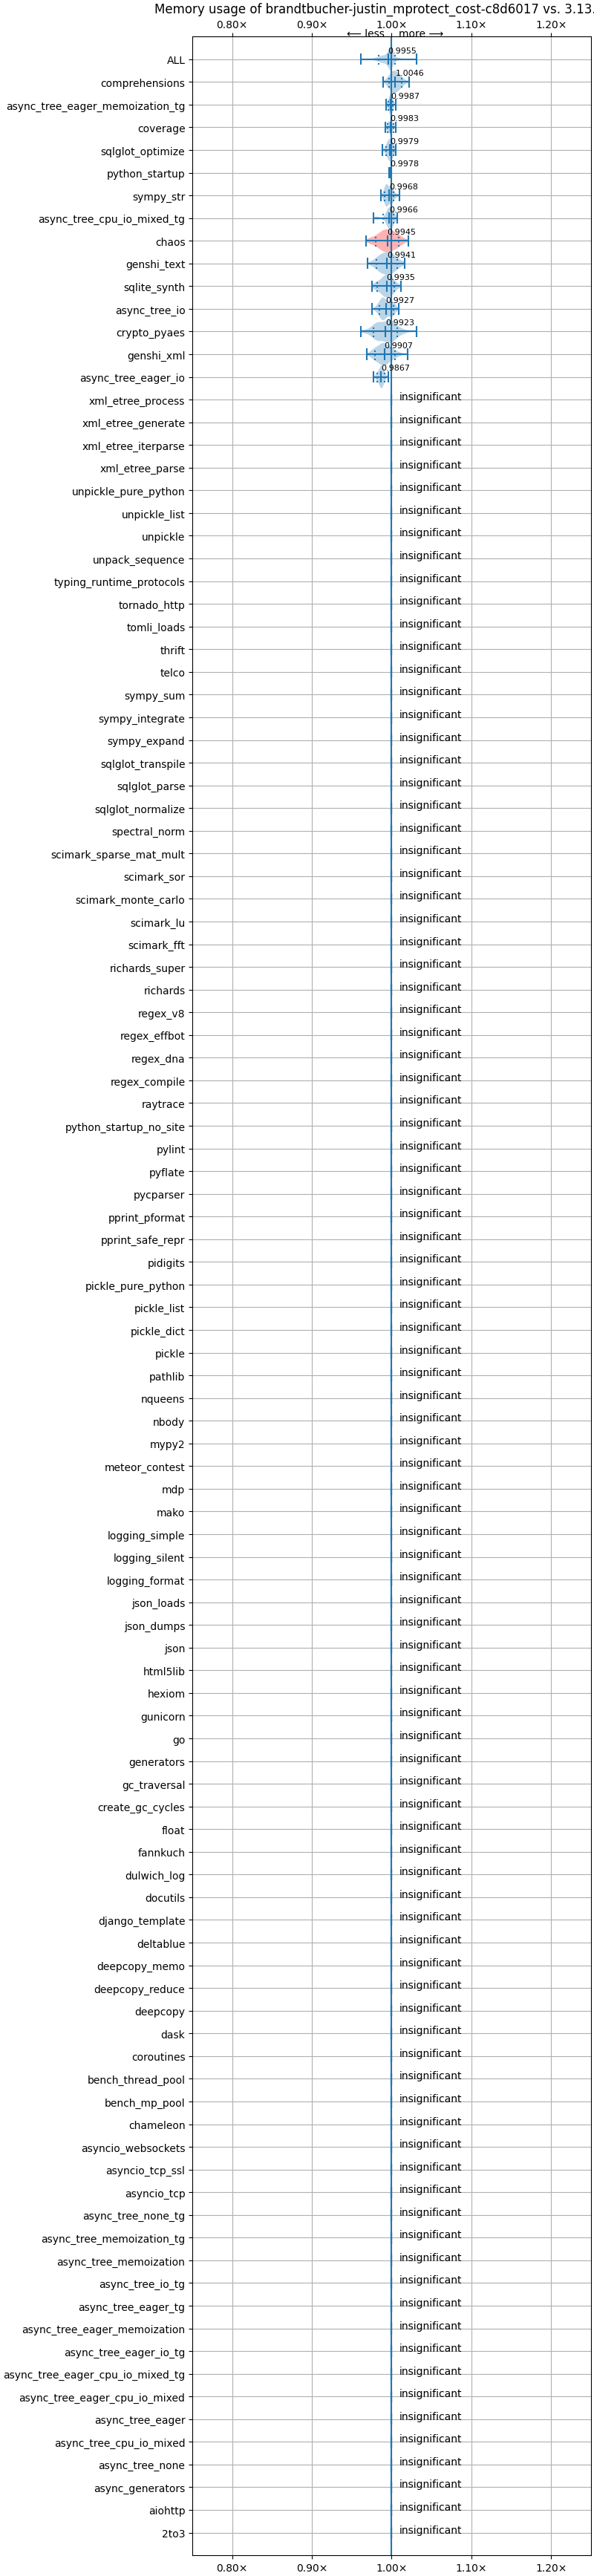 Memory usage of brandtbucher-justin_mprotect_cost-c8d6017 vs. 3.13.
0.80× 0.90× 1.00× 1.10× 1.20×
⟵ less more ⟶
ALL 0.9955
comprehensions 1.0046
async_tree_eager_memoization_tg 0.9987
coverage 0.9983
sqlglot_optimize 0.9979
python_startup 0.9978
sympy_str 0.9968
async_tree_cpu_io_mixed_tg 0.9966
chaos 0.9945
genshi_text 0.9941
sqlite_synth 0.9935
async_tree_io 0.9927
crypto_pyaes 0.9923
genshi_xml 0.9907
async_tree_eager_io 0.9867
xml_etree_process insignificant
xml_etree_generate insignificant
xml_etree_iterparse insignificant
xml_etree_parse insignificant
unpickle_pure_python insignificant
unpickle_list insignificant
unpickle insignificant
unpack_sequence insignificant
typing_runtime_protocols insignificant
tornado_http insignificant
tomli_loads insignificant
thrift insignificant
telco insignificant
sympy_sum insignificant
sympy_integrate insignificant
sympy_expand insignificant
sqlglot_transpile insignificant
sqlglot_parse insignificant
sqlglot_normalize insignificant
spectral_norm insignificant
scimark_sparse_mat_mult insignificant
scimark_sor insignificant
scimark_monte_carlo insignificant
scimark_lu insignificant
scimark_fft insignificant
richards_super insignificant
richards insignificant
regex_v8 insignificant
regex_effbot insignificant
regex_dna insignificant
regex_compile insignificant
raytrace insignificant
python_startup_no_site insignificant
pylint insignificant
pyflate insignificant
pycparser insignificant
pprint_pformat insignificant
pprint_safe_repr insignificant
pidigits insignificant
pickle_pure_python insignificant
pickle_list insignificant
pickle_dict insignificant
pickle insignificant
pathlib insignificant
nqueens insignificant
nbody insignificant
mypy2 insignificant
meteor_contest insignificant
mdp insignificant
mako insignificant
logging_simple insignificant
logging_silent insignificant
logging_format insignificant
json_loads insignificant
json_dumps insignificant
json insignificant
html5lib insignificant
hexiom insignificant
gunicorn insignificant
go insignificant
generators insignificant
gc_traversal insignificant
create_gc_cycles insignificant
float insignificant
fannkuch insignificant
dulwich_log insignificant
docutils insignificant
django_template insignificant
deltablue insignificant
deepcopy_memo insignificant
deepcopy_reduce insignificant
deepcopy insignificant
dask insignificant
coroutines insignificant
bench_thread_pool insignificant
bench_mp_pool insignificant
chameleon insignificant
asyncio_websockets insignificant
asyncio_tcp_ssl insignificant
asyncio_tcp insignificant
async_tree_none_tg insignificant
async_tree_memoization_tg insignificant
async_tree_memoization insignificant
async_tree_io_tg insignificant
async_tree_eager_tg insignificant
async_tree_eager_memoization insignificant
async_tree_eager_io_tg insignificant
async_tree_eager_cpu_io_mixed_tg insignificant
async_tree_eager_cpu_io_mixed insignificant
async_tree_eager insignificant
async_tree_cpu_io_mixed insignificant
async_tree_none insignificant
async_generators insignificant
aiohttp insignificant
2to3 insignificant
0.80× 0.90× 1.00× 1.10× 1.20×